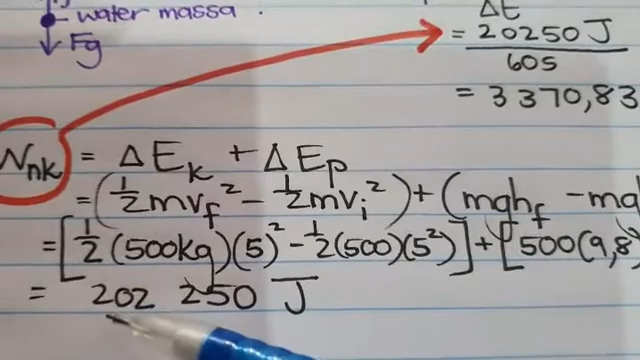 water massa
Fg
ΔE
= 20250 J
60s
= 3370,83
Wnk = ΔEk + ΔEp
= (½mvf² - ½mvi²) + (mghf - mg
= [½(500kg)(5)² - ½(500)(5²)] + [500(9,8
= 202 250 J